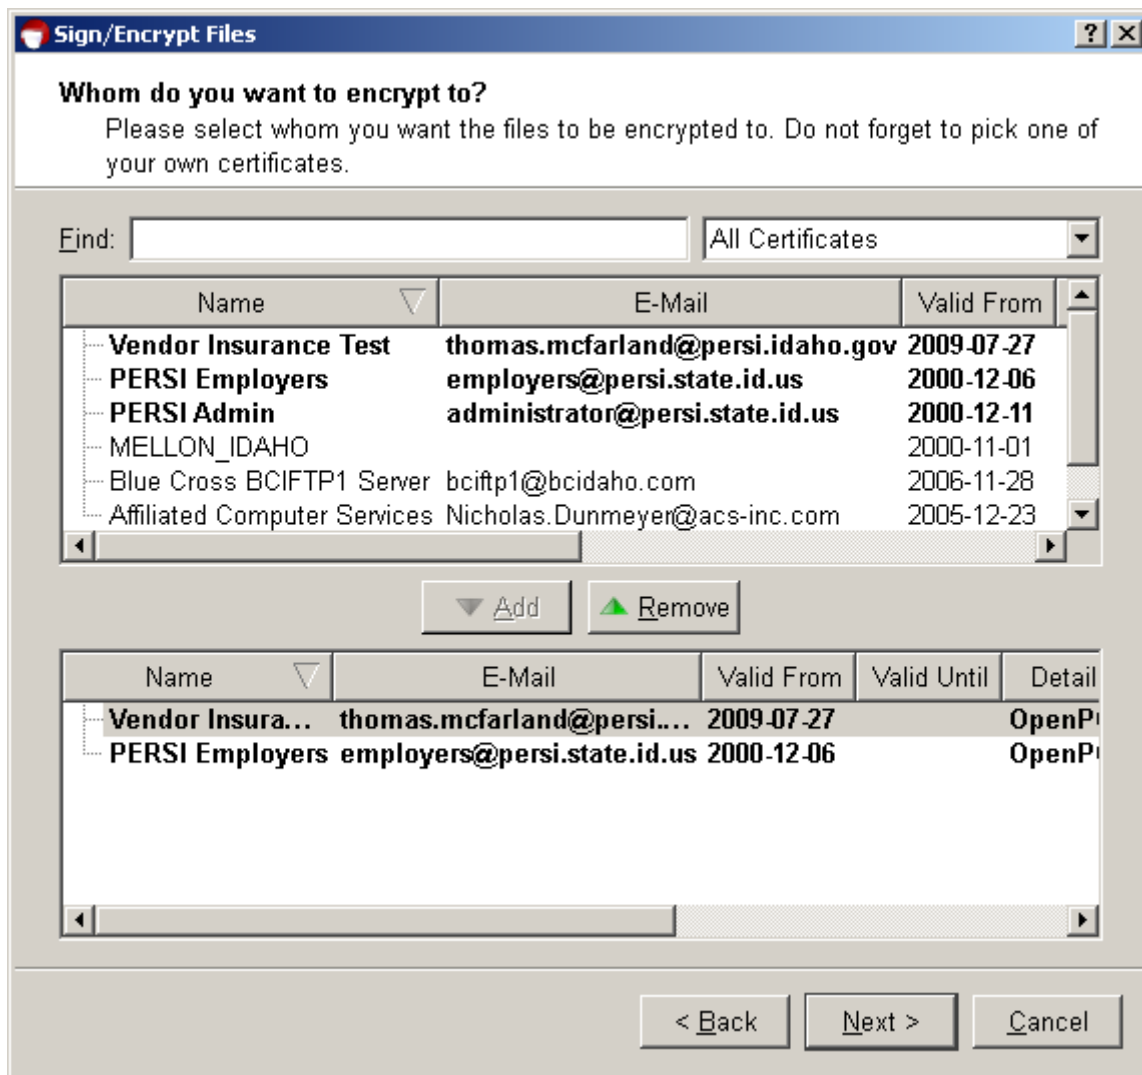 Sign/Encrypt Files
Whom do you want to encrypt to?
Please select whom you want the files to be encrypted to. Do not forget to pick one of
your own certificates.
Find: All Certificates
Name E-Mail Valid From
Vendor Insurance Test thomas.mcfarland@persi.idaho.gov 2009-07-27
PERSI Employers employers@persi.state.id.us 2000-12-06
PERSI Admin administrator@persi.state.id.us 2000-12-11
MELLON_IDAHO 2000-11-01
Blue Cross BCIFTP1 Server bciftp1@bcidaho.com 2006-11-28
Affiliated Computer Services Nicholas.Dunmeyer@acs-inc.com 2005-12-23
Add Remove
Name E-Mail Valid From Valid Until Detail
Vendor Insura... thomas.mcfarland@persi.... 2009-07-27 OpenP
PERSI Employers employers@persi.state.id.us 2000-12-06 OpenP
< Back Next > Cancel